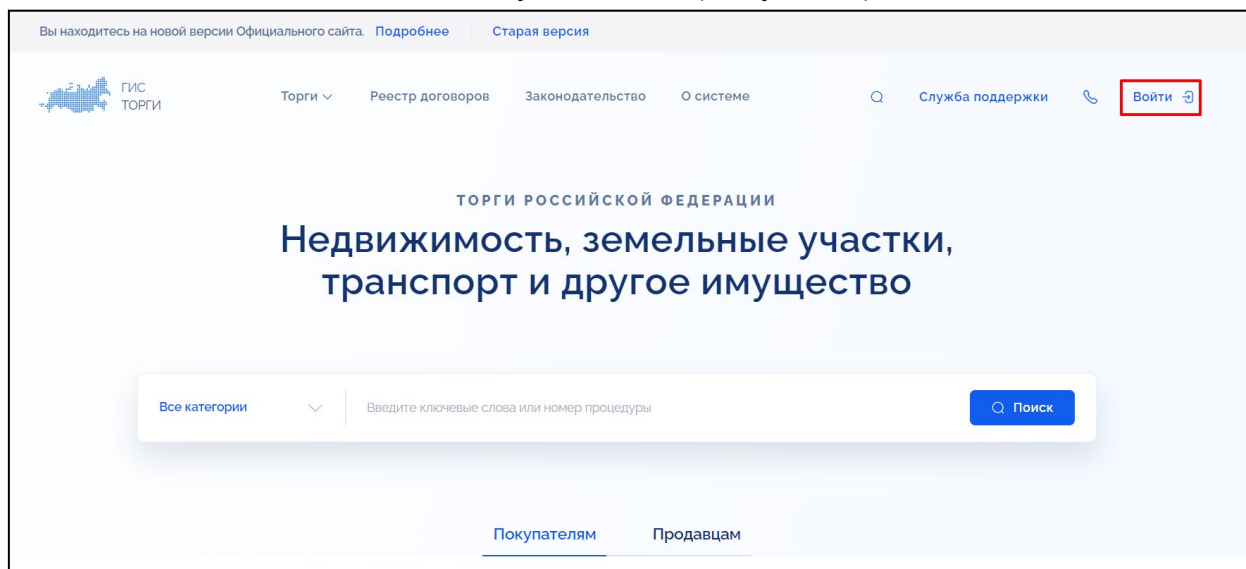 Вы находитесь на новой версии Официального сайта. Подробнее Старая версия
ГИС
ТОРГИ
Торги Реестр договоров Законодательство О системе Служба поддержки Войти
ТОРГИ РОССИЙСКОЙ ФЕДЕРАЦИИ
Недвижимость, земельные участки,
транспорт и другое имущество
Все категории Введите ключевые слова или номер процедуры Поиск
Покупателям Продавцам